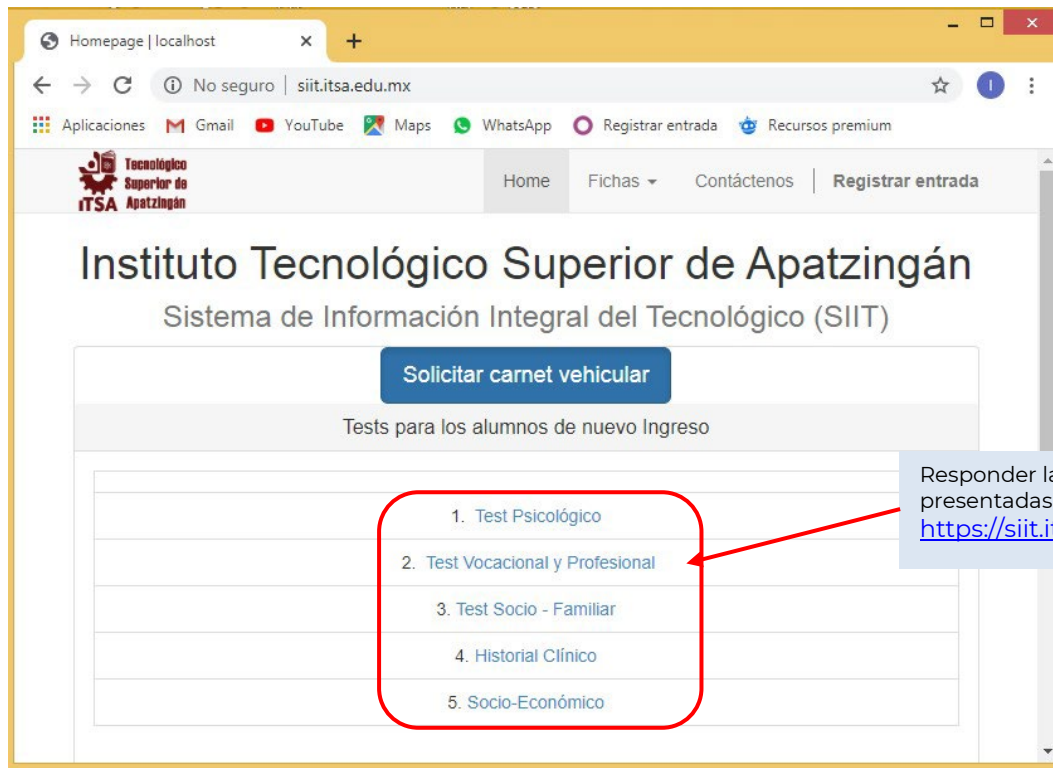 Homepage | localhost
No seguro | siit.itsa.edu.mx
I
Aplicaciones Gmail YouTube Maps WhatsApp Registrar entrada Recursos premium
Tecnológico
Superior de
iTSA Apatzingán
Home Fichas Contáctenos Registrar entrada
Instituto Tecnológico Superior de Apatzingán
Sistema de Información Integral del Tecnológico (SIIT)
Solicitar carnet vehicular
Tests para los alumnos de nuevo Ingreso
Responder la
presentadas
https://siit.it
1. Test Psicológico
2. Test Vocacional y Profesional
3. Test Socio - Familiar
4. Historial Clínico
5. Socio-Económico